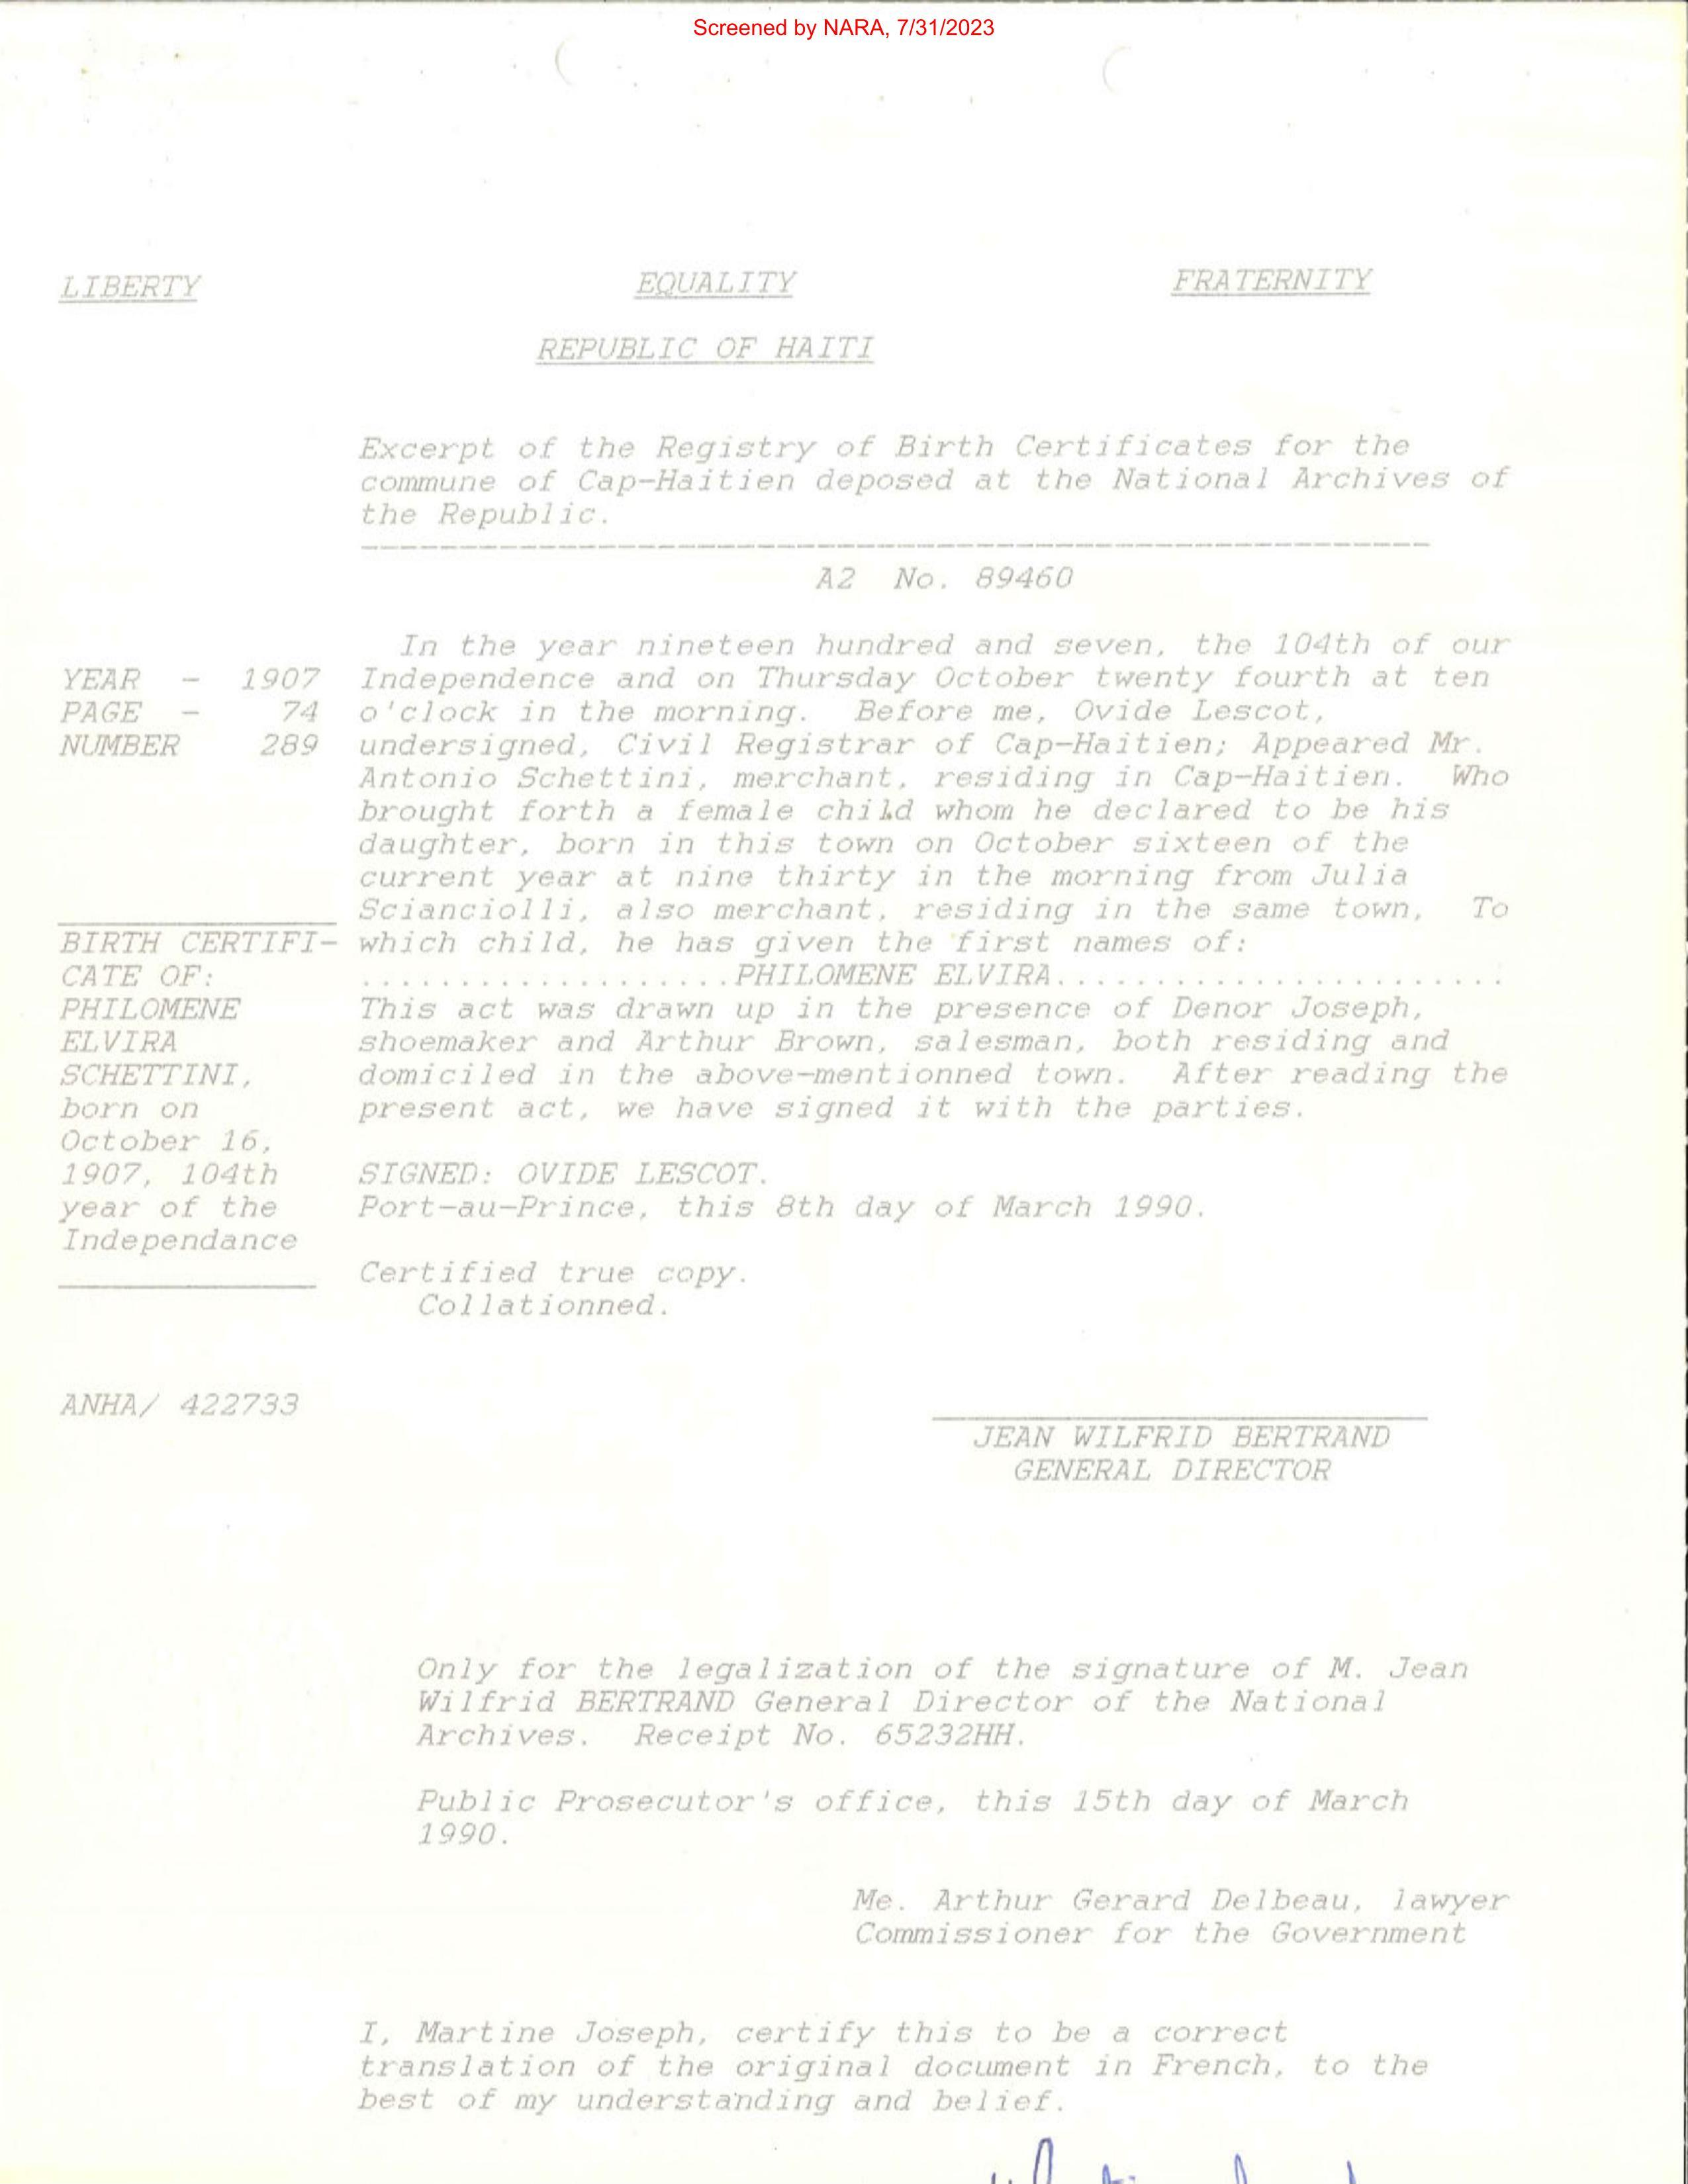 Screened by NARA, 7/31/2023
LIBERTY EQUALITY FRATERNITY
REPUBLIC OF HAITI
Excerpt of the Registry of Birth Certificates for the
commune of Cap-Haitien deposed at the National Archives of
the Republic.
A2 No. 89460
YEAR - 1907
PAGE - 74
NUMBER 289
In the year nineteen hundred and seven, the 104th of our
Independence and on Thursday October twenty fourth at ten
o'clock in the morning. Before me, Ovide Lescot,
undersigned, Civil Registrar of Cap-Haitien; Appeared Mr.
Antonio Schettini, merchant, residing in Cap-Haitien. Who
brought forth a female child whom he declared to be his
daughter, born in this town on October sixteen of the
current year at nine thirty in the morning from Julia
Scianciolli, also merchant, residing in the same town, To
which child, he has given the first names of:
...................PHILOMENE ELVIRA.......................
This act was drawn up in the presence of Denor Joseph,
shoemaker and Arthur Brown, salesman, both residing and
domiciled in the above-mentionned town. After reading the
present act, we have signed it with the parties.
BIRTH CERTIFI-
CATE OF:
PHILOMENE
ELVIRA
SCHETTINI,
born on
October 16,
1907, 104th
year of the
Independance
SIGNED: OVIDE LESCOT.
Port-au-Prince, this 8th day of March 1990.
Certified true copy.
Collationned.
ANHA/ 422733
JEAN WILFRID BERTRAND
GENERAL DIRECTOR
Only for the legalization of the signature of M. Jean
Wilfrid BERTRAND General Director of the National
Archives. Receipt No. 65232HH.
Public Prosecutor's office, this 15th day of March
1990.
Me. Arthur Gerard Delbeau, lawyer
Commissioner for the Government
I, Martine Joseph, certify this to be a correct
translation of the original document in French, to the
best of my understanding and belief.